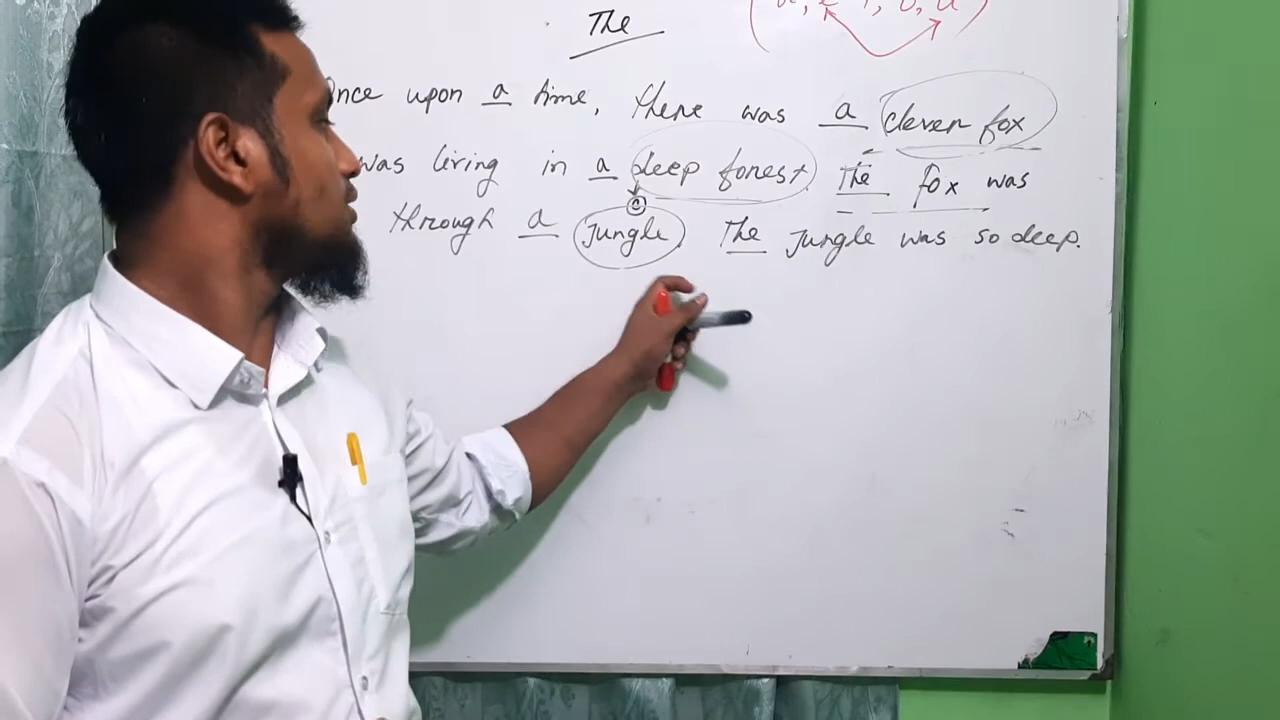 The
Once upon a time, there was a clever fox
was living in a deep forest. The fox was
through a Jungle. The Jungle was so deep.